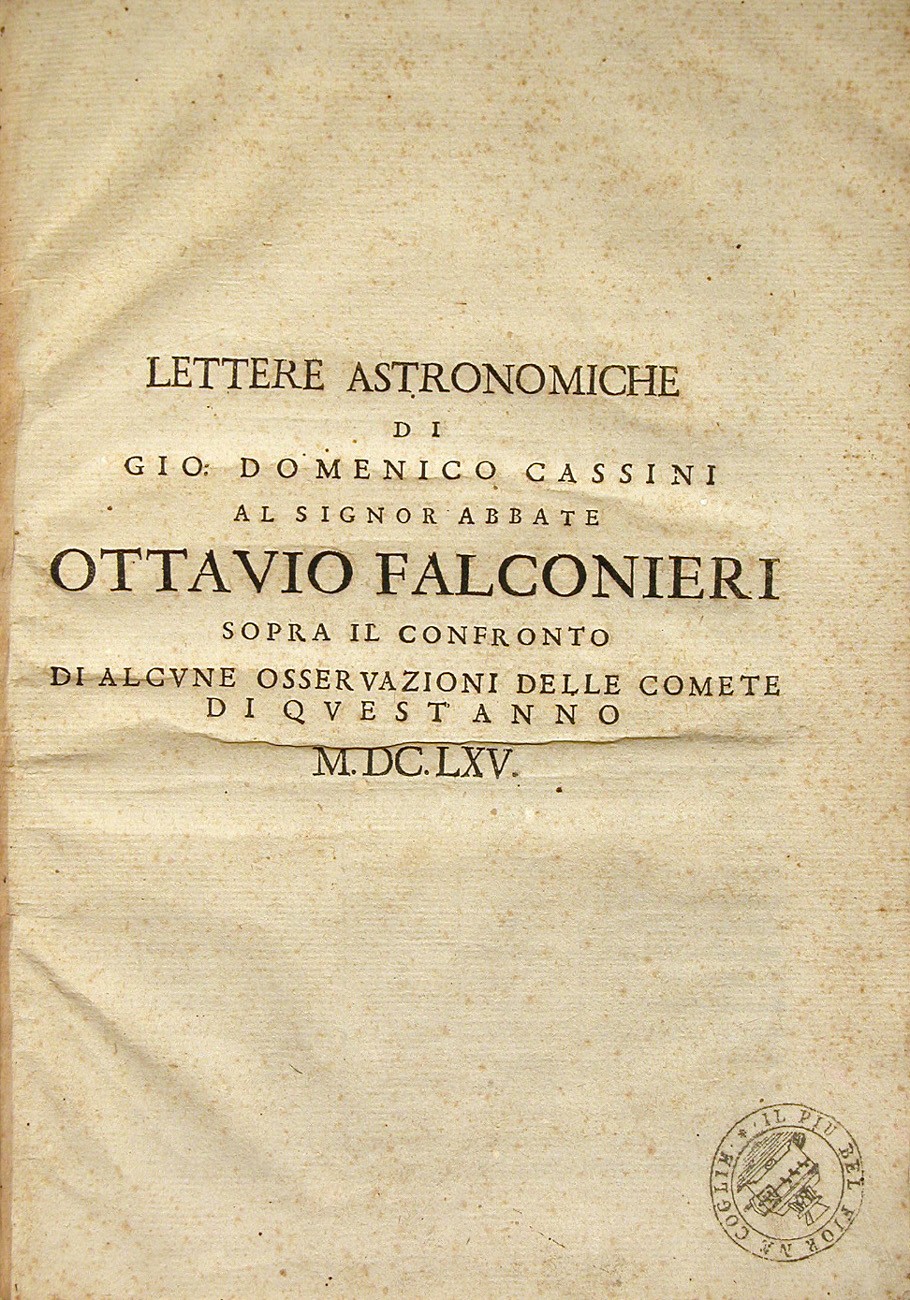 LETTERE ASTRONOMICHE
DI
GIO: DOMENICO CASSINI
AL SIGNOR ABBATE
OTTAVIO FALCONIERI
SOPRA IL CONFRONTO
DI ALCVNE OSSERVAZIONI DELLE COMETE
DI QVEST ANNO
M.DC.LXV.
* IL PIU BEL FIOR NE COGLIE